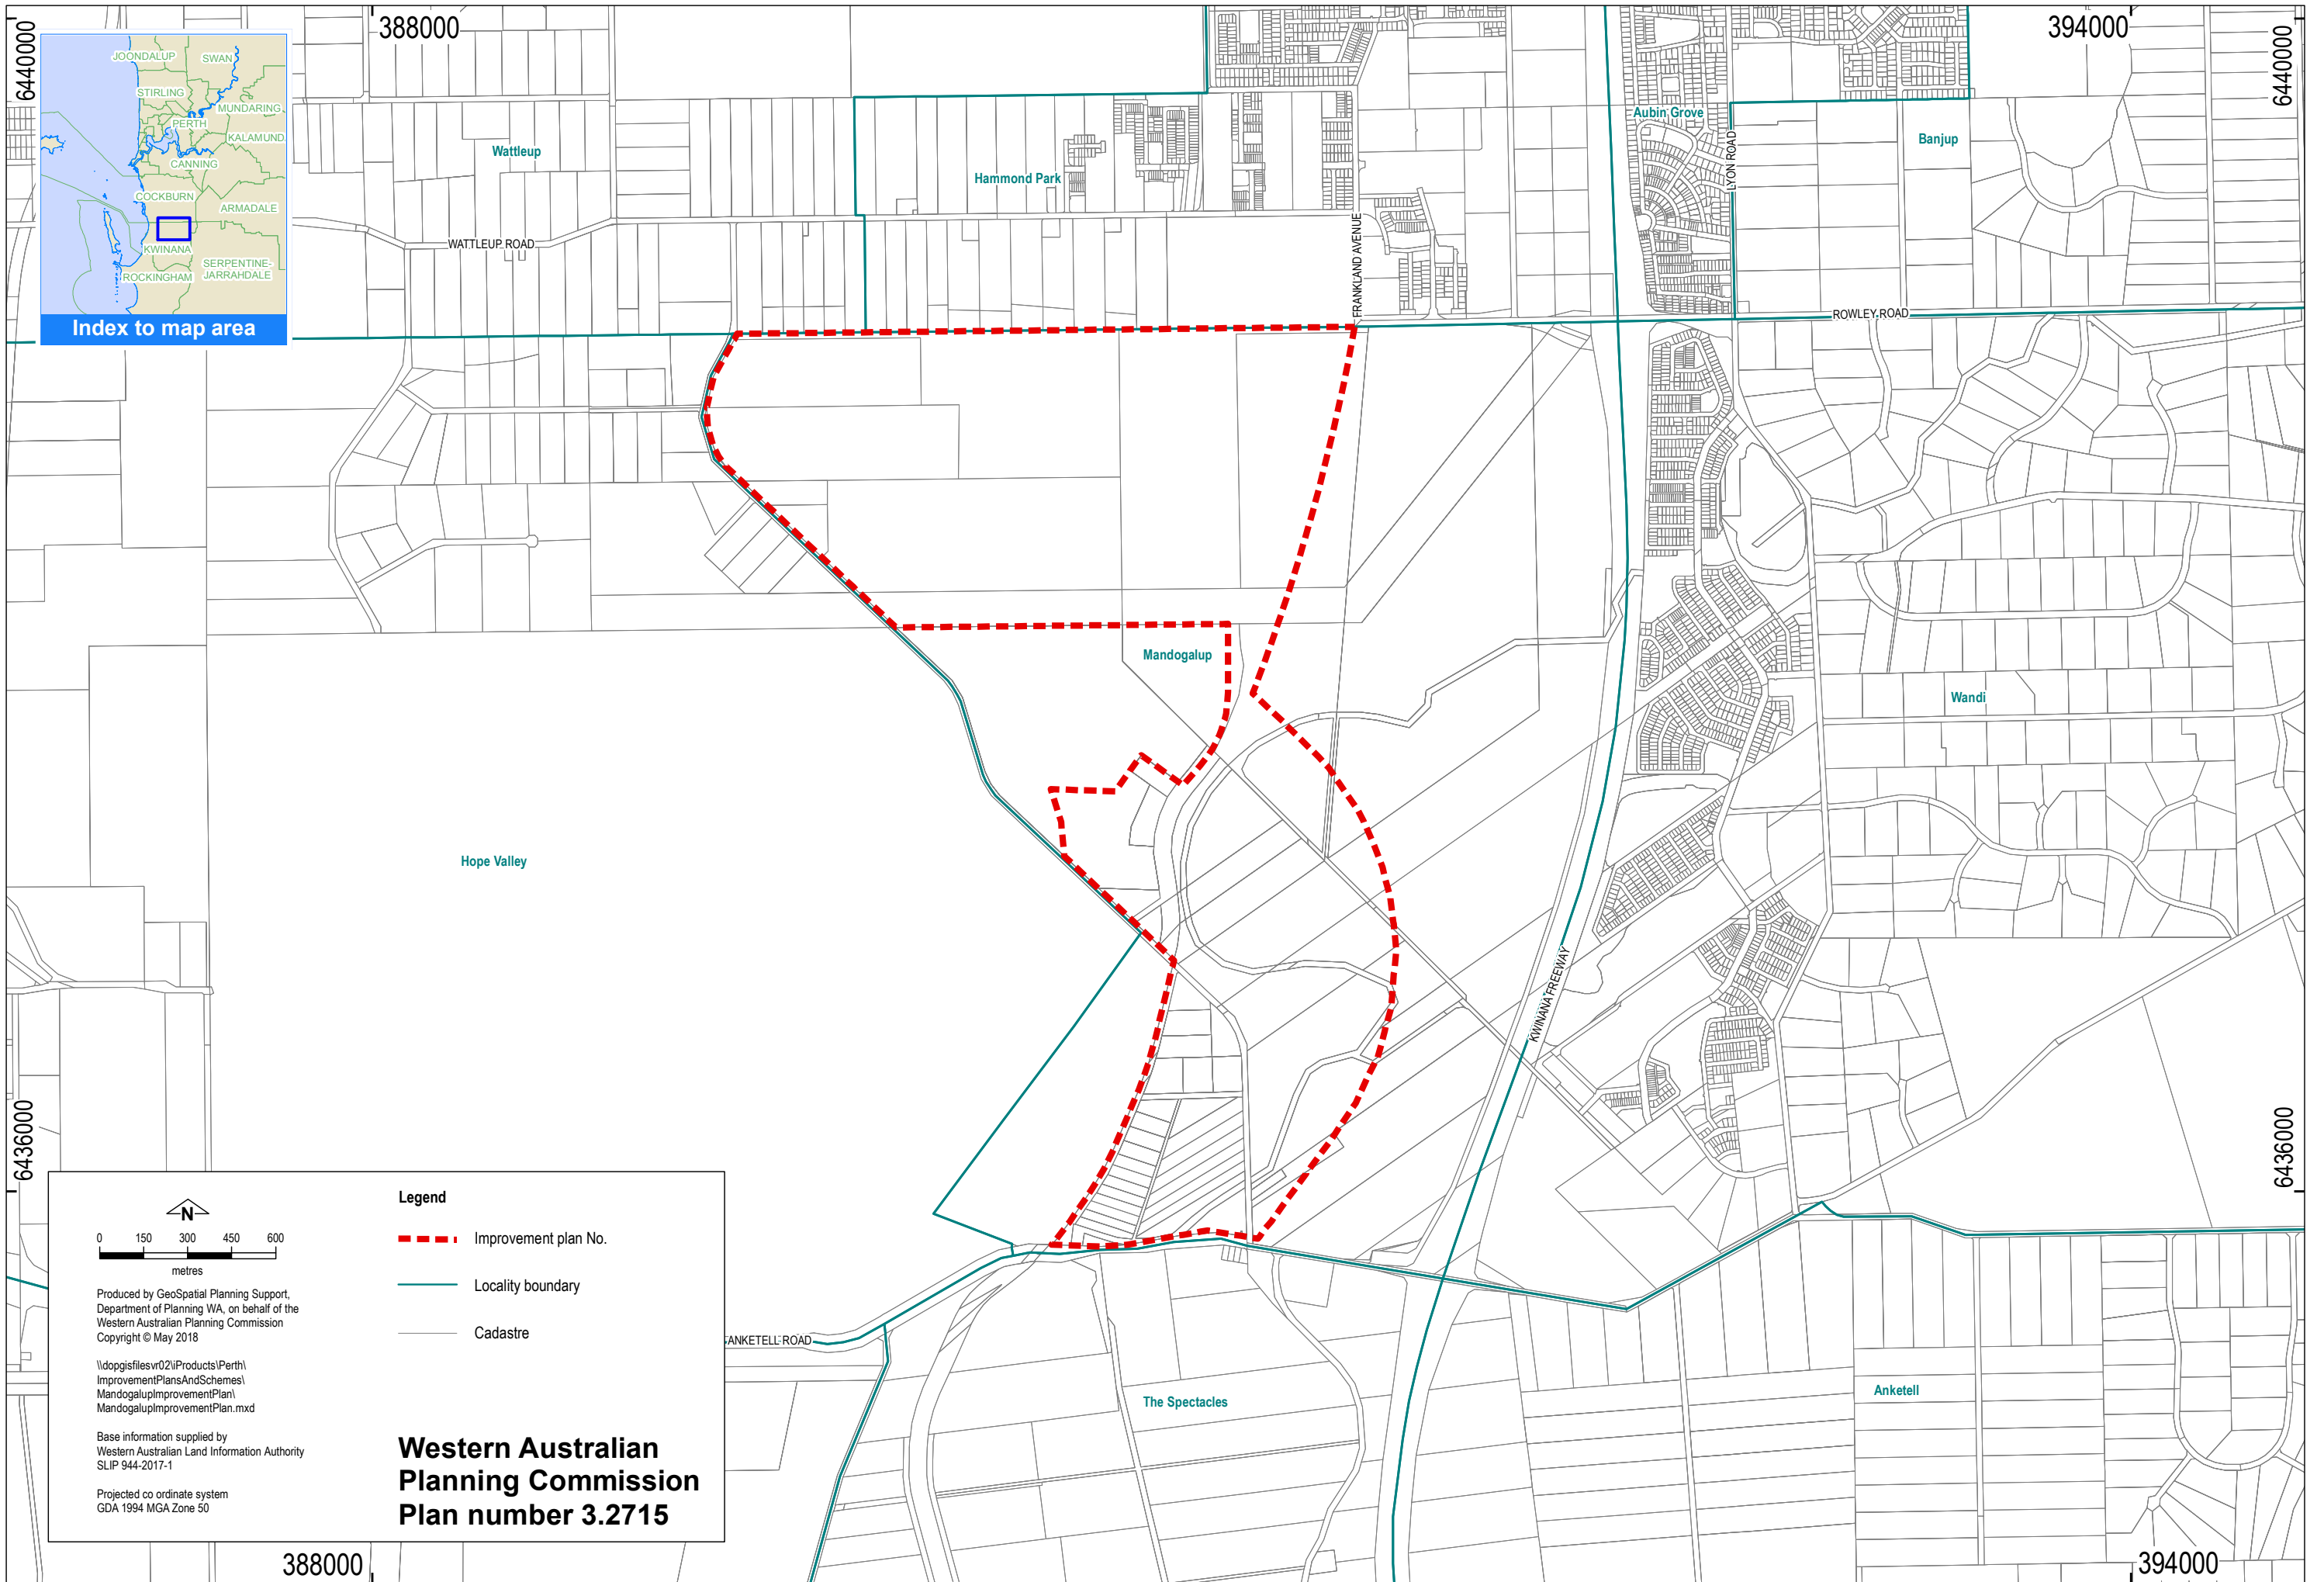 388000
394000
6440000
6440000
JOONDALUP
SWAN
STIRLING
MUNDARING
PERTH
KALAMUND
CANNING
COCKBURN
ARMADALE
KWINANA
SERPENTINE-
JARRAHDALE
ROCKINGHAM
Index to map area
Wattleup
Hammond Park
Aubin Grove
Banjup
LYON ROAD
WATTLEUP ROAD
FRANKLAND AVENUE
ROWLEY ROAD
Mandogalup
Wandi
Hope Valley
KWINANA FREEWAY
6436000
6436000
ANKETELL ROAD
The Spectacles
Anketell
N
0 150 300 450 600
metres
Produced by GeoSpatial Planning Support,
Department of Planning WA, on behalf of the
Western Australian Planning Commission
Copyright © May 2018
\\dopgisfilesvr02\iProducts\Perth\
ImprovementPlansAndSchemes\
MandogalupImprovementPlan\
MandogalupImprovementPlan.mxd
Base information supplied by
Western Australian Land Information Authority
SLIP 944-2017-1
Projected co ordinate system
GDA 1994 MGA Zone 50
Legend
Improvement plan No.
Locality boundary
Cadastre
Western Australian
Planning Commission
Plan number 3.2715
388000
394000